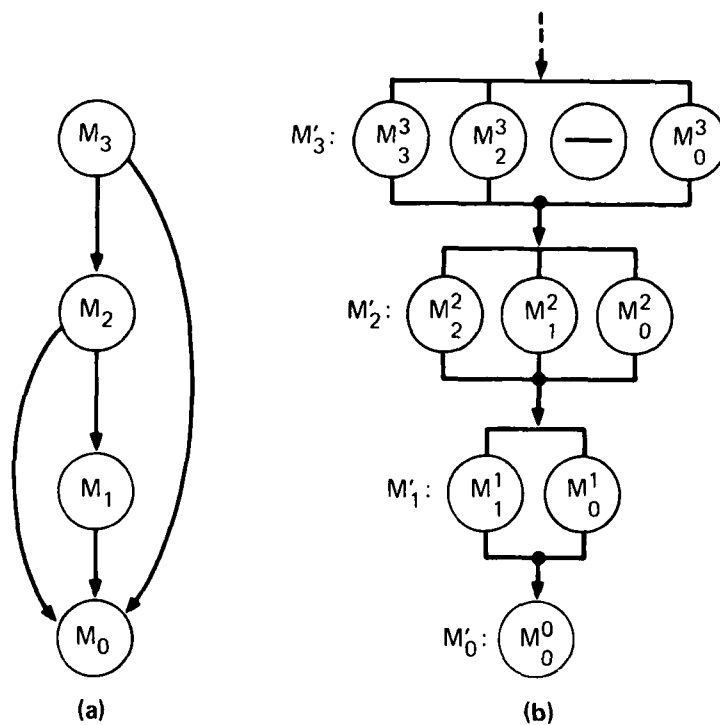 M₃
M₂
M₁
M₀
(a)
M′₃: M³₃ M³₂ — M³₀
M′₂: M²₂ M²₁ M²₀
M′₁: M¹₁ M¹₀
M′₀: M⁰₀
(b)